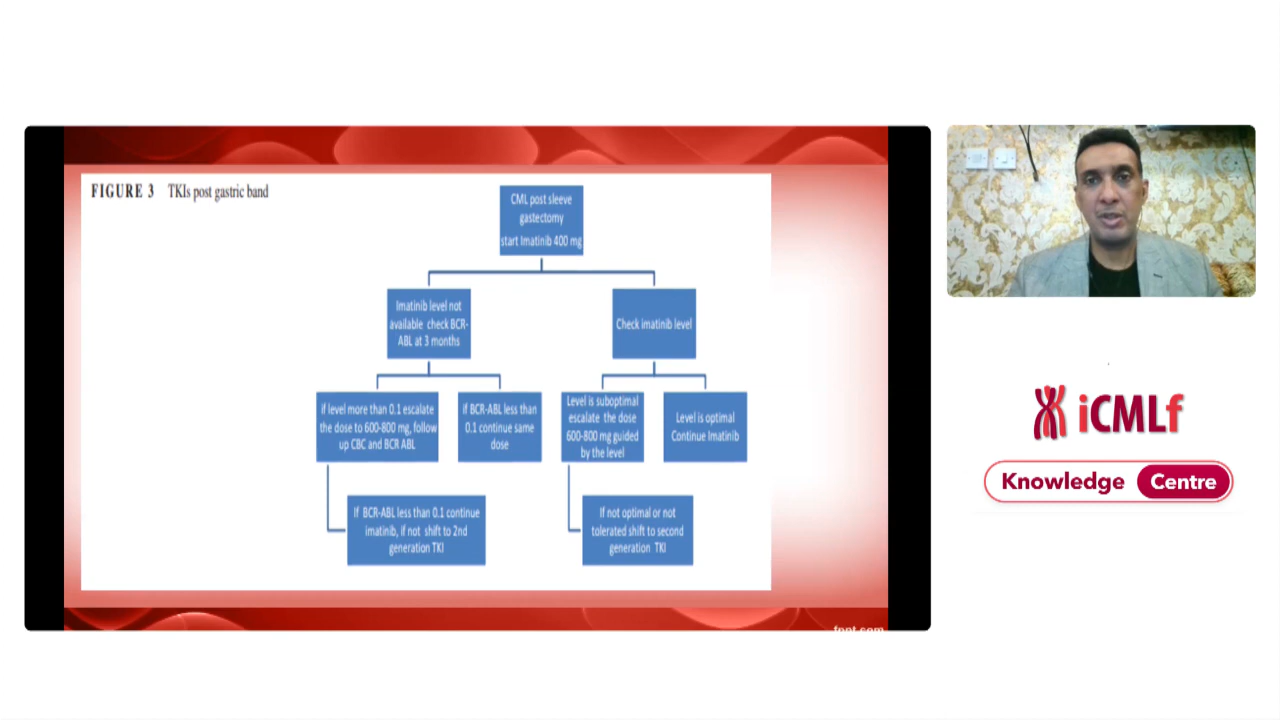 FIGURE 3 TKIs post gastric band
CML post sleeve
gastectomy
start Imatinib 400 mg
Imatinib level not
available check BCR-
ABL at 3 months
Check imatinib level
if level more than 0.1 escalate
the dose to 600-800 mg, follow
up CBC and BCR ABL
if BCR-ABL less than
0.1 continue same
dose
Level is suboptimal
escalate the dose
600-800 mg guided
by the level
Level is optimal
Continue Imatinib
If BCR-ABL less than 0.1 continue
imatinib, if not shift to 2nd
generation TKI
If not optimal or not
tolerated shift to second
generation TKI
fppt.com
iCMLf
Knowledge Centre